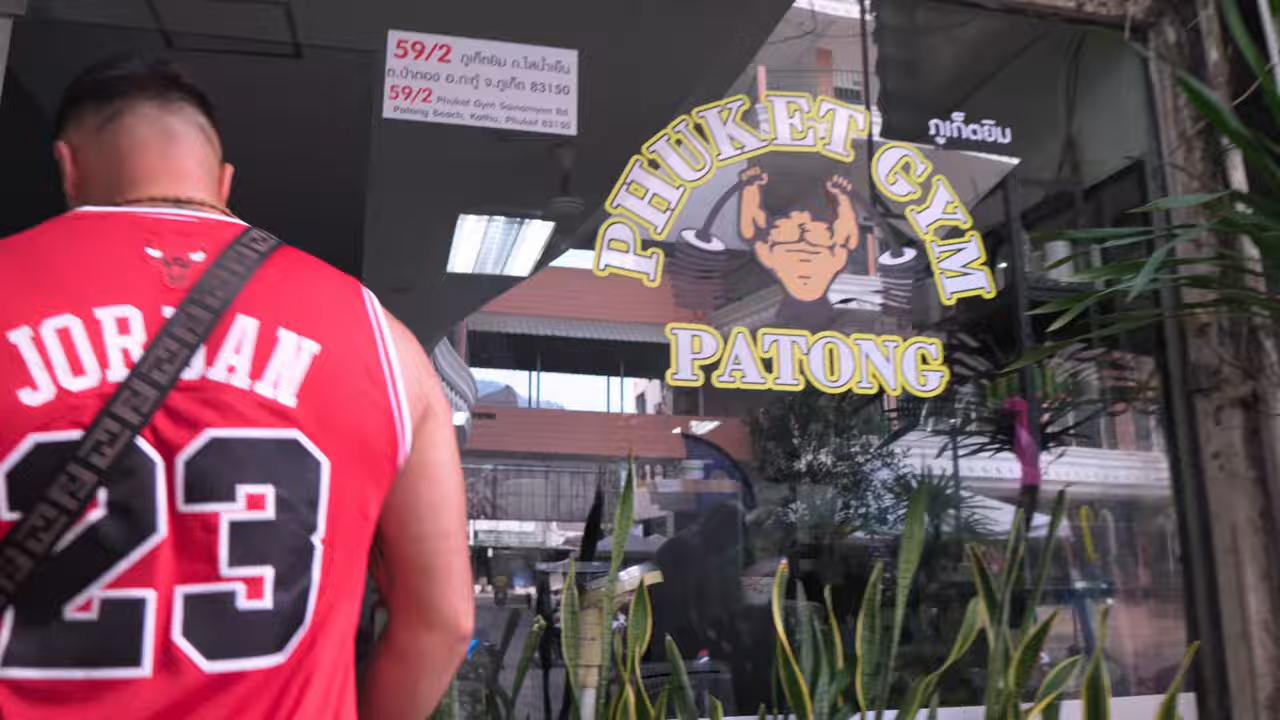 59/2 ภูเก็ตยิม ถ.ไสน้ำเย็น
ต.ป่าตอง อ.กะทู้ จ.ภูเก็ต 83150
59/2 Phuket Gym Sainamyen Rd.
Patong Beach, Kathu, Phuket 83150
PHUKET GYM
ภูเก็ตยิม
PATONG
JORDAN
23